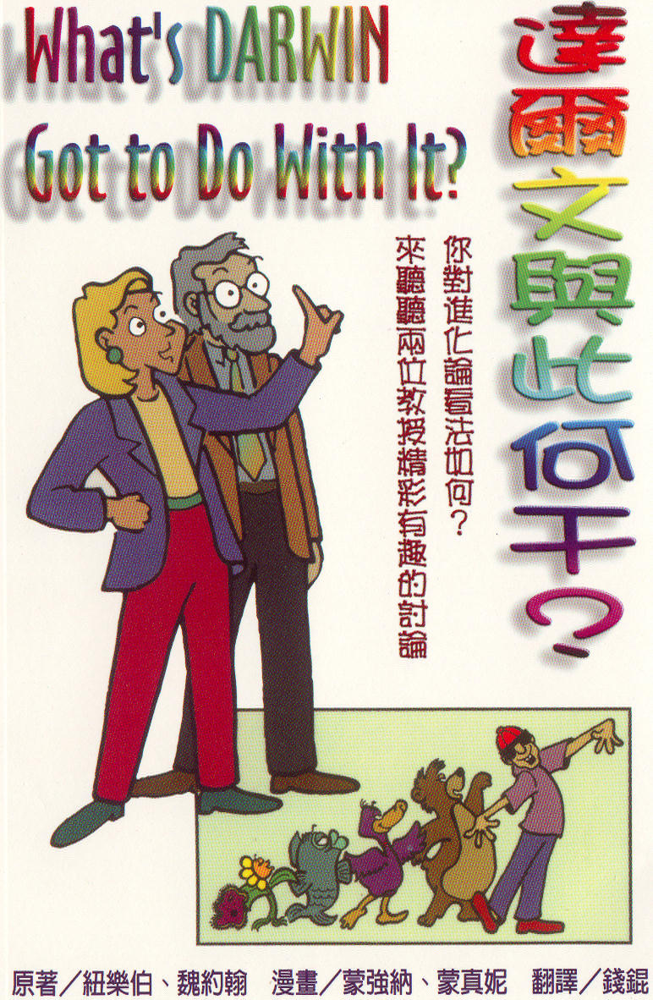 What's DARWIN
Got to Do With It?
達爾文與此何干?
你對進化論看法如何?
來聽聽兩位教授精彩有趣的討論
原著/紐樂伯、魏約翰 漫畫/蒙強納、蒙真妮 翻譯/錢錕